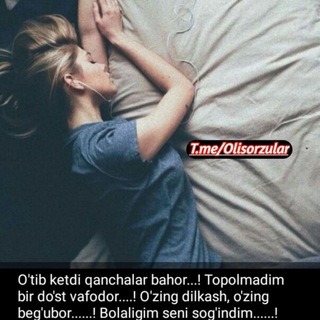 T.me/Olisorzular
O'tib ketdi qanchalar bahor...! Topolmadim
bir do'st vafodor....! O'zing dilkash, o'zing
beg'ubor......! Bolaligim seni sog'indim......!